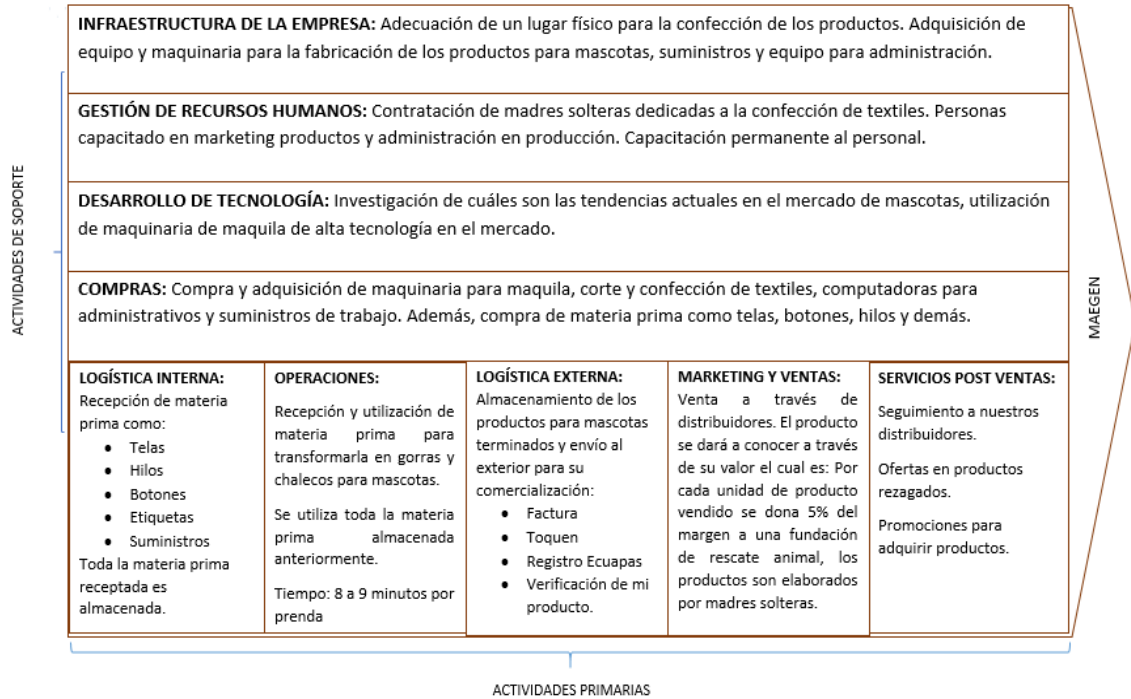 INFRAESTRUCTURA DE LA EMPRESA: Adecuación de un lugar físico para la confección de los productos. Adquisición de
equipo y maquinaria para la fabricación de los productos para mascotas, suministros y equipo para administración.
GESTIÓN DE RECURSOS HUMANOS: Contratación de madres solteras dedicadas a la confección de textiles. Personas
capacitado en marketing productos y administración en producción. Capacitación permanente al personal.
DESARROLLO DE TECNOLOGÍA: Investigación de cuáles son las tendencias actuales en el mercado de mascotas, utilización
de maquinaria de maquila de alta tecnología en el mercado.
COMPRAS: Compra y adquisición de maquinaria para maquila, corte y confección de textiles, computadoras para
administrativos y suministros de trabajo. Además, compra de materia prima como telas, botones, hilos y demás.
ACTIVIDADES DE SOPORTE
MAEGEN
LOGÍSTICA INTERNA:
Recepción de materia
prima como:
• Telas
• Hilos
• Botones
• Etiquetas
• Suministros
Toda la materia prima
receptada es
almacenada.
OPERACIONES:
Recepción y utilización de
materia prima para
transformarla en gorras y
chalecos para mascotas.
Se utiliza toda la materia
prima almacenada
anteriormente.
Tiempo: 8 a 9 minutos por
prenda
LOGÍSTICA EXTERNA:
Almacenamiento de los
productos para mascotas
terminados y envío al
exterior para su
comercialización:
• Factura
• Toquen
• Registro Ecuapas
• Verificación de mi
producto.
MARKETING Y VENTAS:
Venta a través de
distribuidores. El producto
se dará a conocer a través
de su valor el cual es: Por
cada unidad de producto
vendido se dona 5% del
margen a una fundación
de rescate animal, los
productos son elaborados
por madres solteras.
SERVICIOS POST VENTAS:
Seguimiento a nuestros
distribuidores.
Ofertas en productos
rezagados.
Promociones para
adquirir productos.
ACTIVIDADES PRIMARIAS